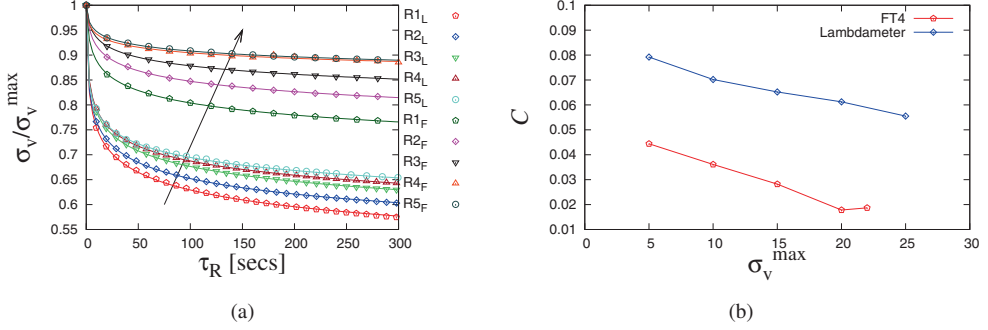 σv/σv^max
1
0.95
0.9
0.85
0.8
0.75
0.7
0.65
0.6
0.55
0 50 100 150 200 250 300
τR [secs]
R1L
R2L
R3L
R4L
R5L
R1F
R2F
R3F
R4F
R5F
(a)
C
0.1
0.09
0.08
0.07
0.06
0.05
0.04
0.03
0.02
0.01
0 5 10 15 20 25 30
σv^max
FT4
Lambdameter
(b)